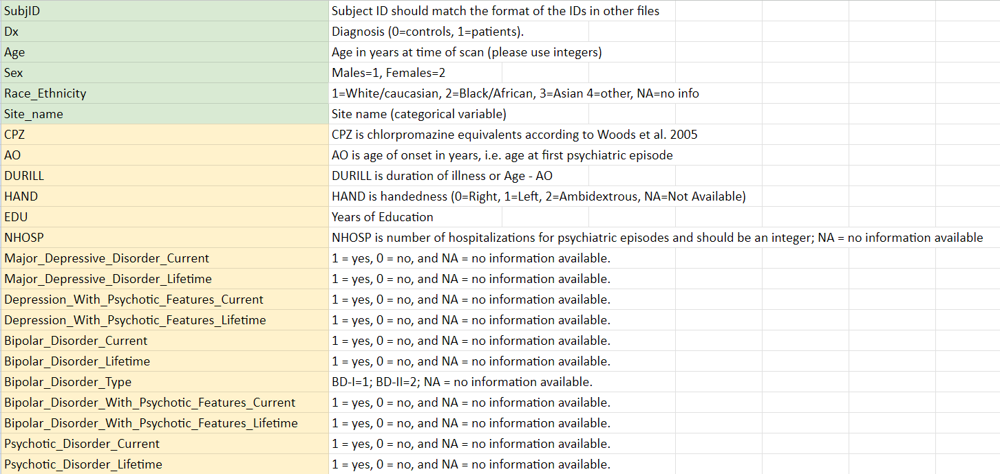 SubjID Subject ID should match the format of the IDs in other files
Dx Diagnosis (0=controls, 1=patients).
Age Age in years at time of scan (please use integers)
Sex Males=1, Females=2
Race_Ethnicity 1=White/caucasian, 2=Black/African, 3=Asian 4=other, NA=no info
Site_name Site name (categorical variable)
CPZ CPZ is chlorpromazine equivalents according to Woods et al. 2005
AO AO is age of onset in years, i.e. age at first psychiatric episode
DURILL DURILL is duration of illness or Age - AO
HAND HAND is handedness (0=Right, 1=Left, 2=Ambidextrous, NA=Not Available)
EDU Years of Education
NHOSP NHOSP is number of hospitalizations for psychiatric episodes and should be an integer; NA = no information available
Major_Depressive_Disorder_Current 1 = yes, 0 = no, and NA = no information available.
Major_Depressive_Disorder_Lifetime 1 = yes, 0 = no, and NA = no information available.
Depression_With_Psychotic_Features_Current 1 = yes, 0 = no, and NA = no information available.
Depression_With_Psychotic_Features_Lifetime 1 = yes, 0 = no, and NA = no information available.
Bipolar_Disorder_Current 1 = yes, 0 = no, and NA = no information available.
Bipolar_Disorder_Lifetime 1 = yes, 0 = no, and NA = no information available.
Bipolar_Disorder_Type BD-I=1; BD-II=2; NA = no information available.
Bipolar_Disorder_With_Psychotic_Features_Current 1 = yes, 0 = no, and NA = no information available.
Bipolar_Disorder_With_Psychotic_Features_Lifetime 1 = yes, 0 = no, and NA = no information available.
Psychotic_Disorder_Current 1 = yes, 0 = no, and NA = no information available.
Psychotic_Disorder_Lifetime 1 = yes, 0 = no, and NA = no information available.